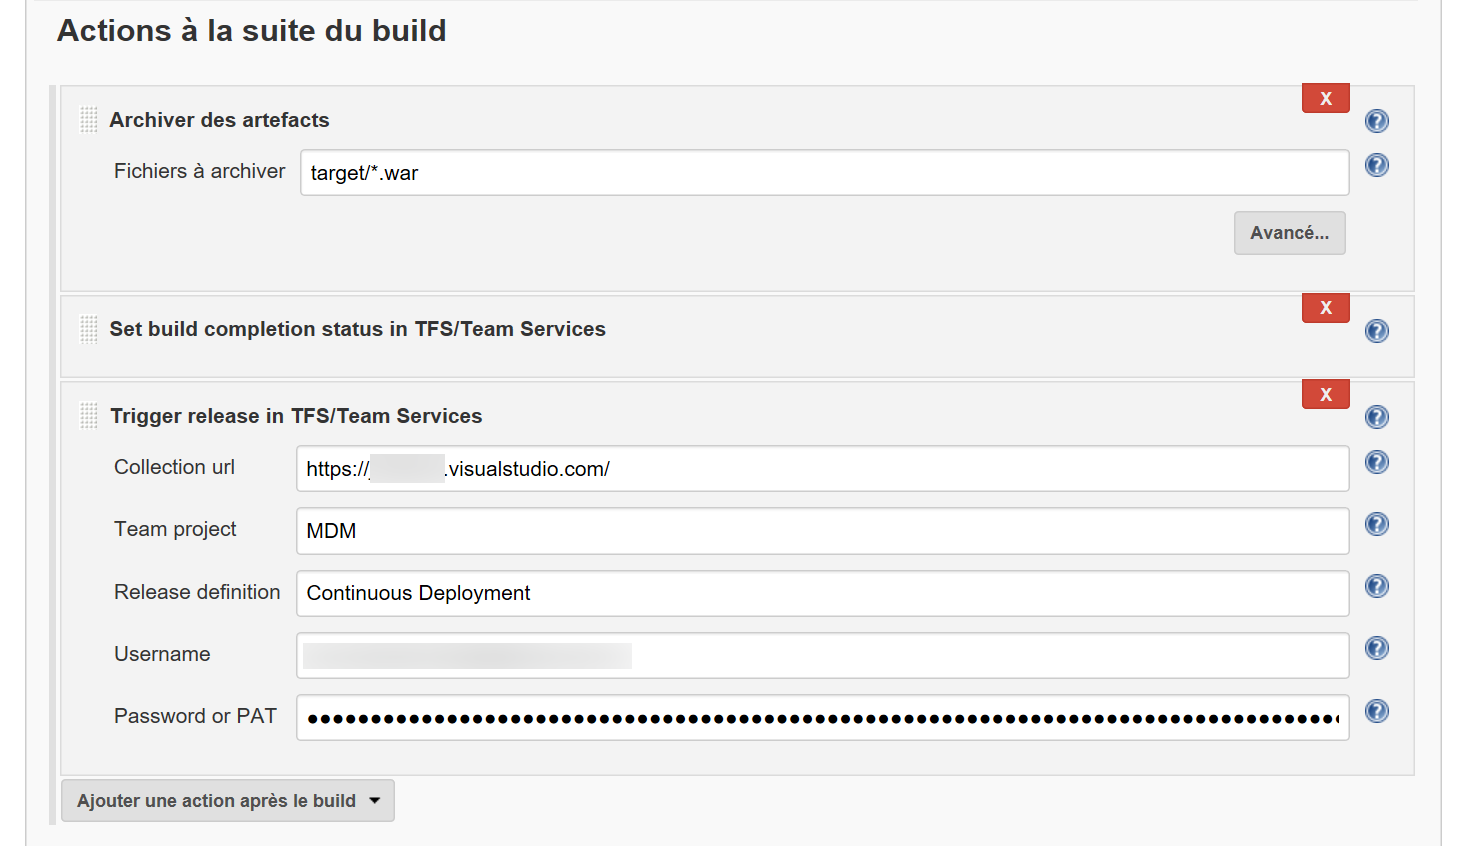 Actions à la suite du build
X
Archiver des artefacts
?
Fichiers à archiver target/*.war
?
Avancé...
X
Set build completion status in TFS/Team Services
?
X
Trigger release in TFS/Team Services
?
Collection url https:// .visualstudio.com/
?
Team project MDM
?
Release definition Continuous Deployment
?
Username
?
Password or PAT
?
Ajouter une action après le build